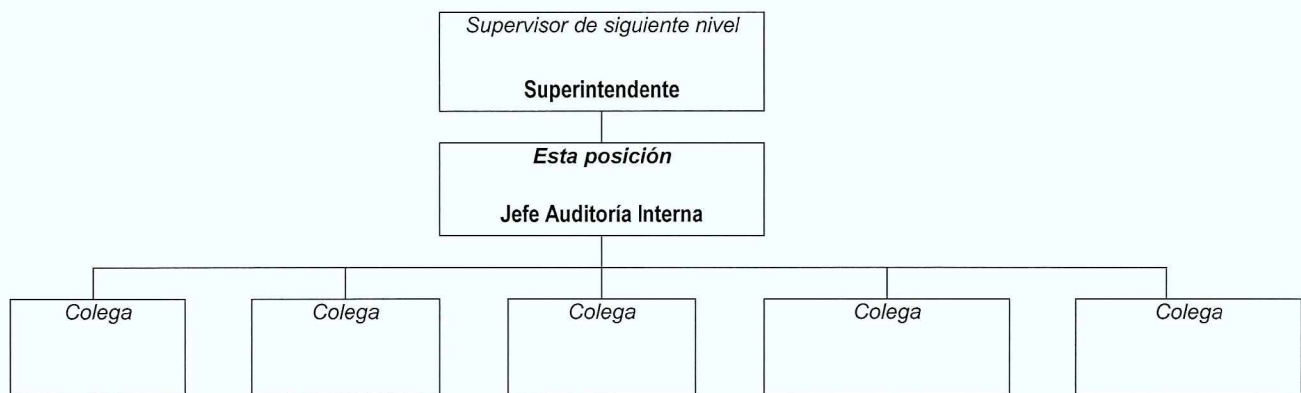 Supervisor de siguiente nivel
Superintendente
Esta posición
Jefe Auditoría Interna
Colega
Colega
Colega
Colega
Colega